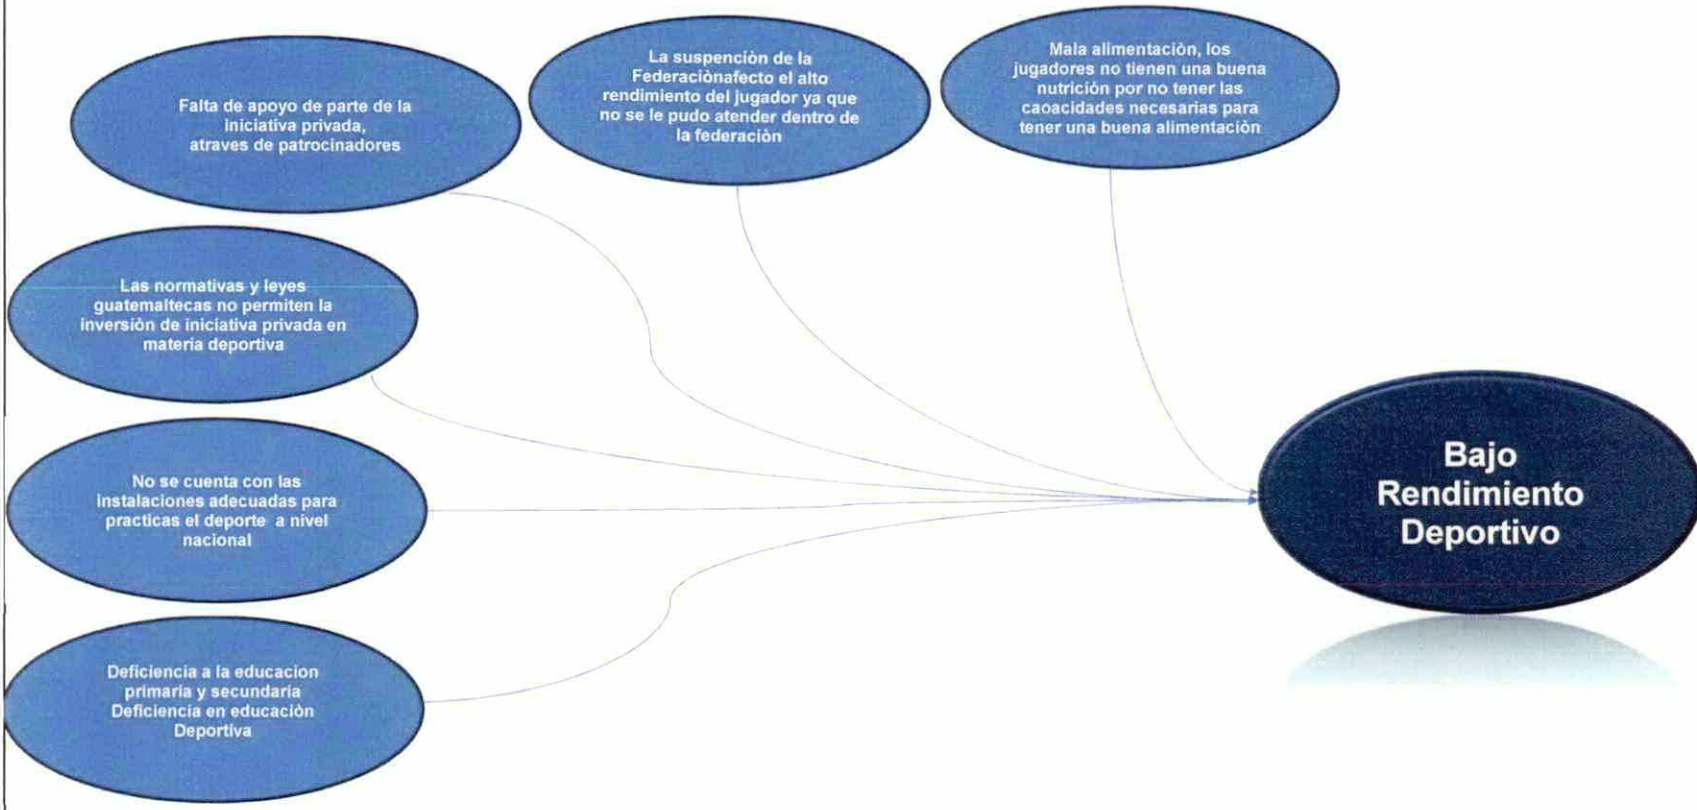 Falta de apoyo de parte de la
iniciativa privada,
atraves de patrocinadores
La suspenciòn de la
Federaciònafecto el alto
rendimiento del jugador ya que
no se le pudo atender dentro de
la federaciòn
Mala alimentaciòn, los
jugadores no tienen una buena
nutrición por no tener las
caoacidades necesarias para
tener una buena alimentaciòn
Las normativas y leyes
guatemaltecas no permiten la
inversiòn de iniciativa privada en
materia deportiva
No se cuenta con las
instalaciones adecuadas para
practicas el deporte a nivel
nacional
Deficiencia a la educacion
primaria y secundaria
Deficiencia en educaciòn
Deportiva
Bajo
Rendimiento
Deportivo